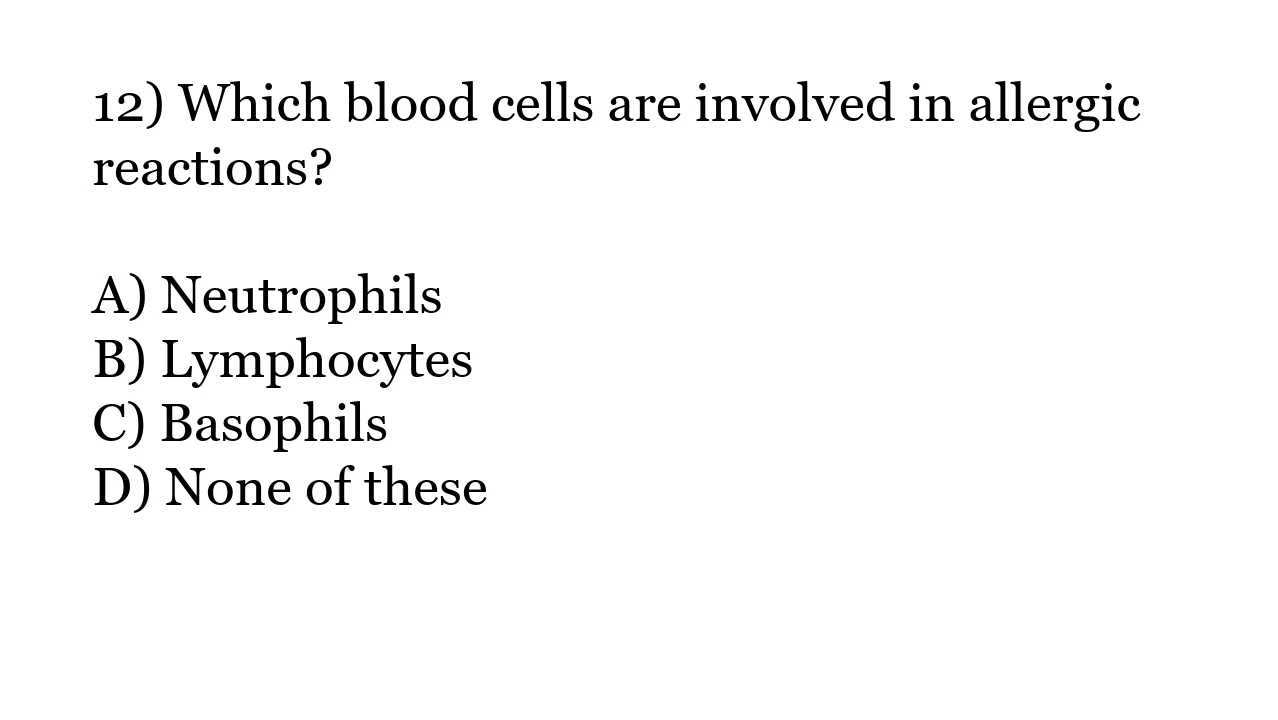 12) Which blood cells are involved in allergic
reactions?
A) Neutrophils
B) Lymphocytes
C) Basophils
D) None of these